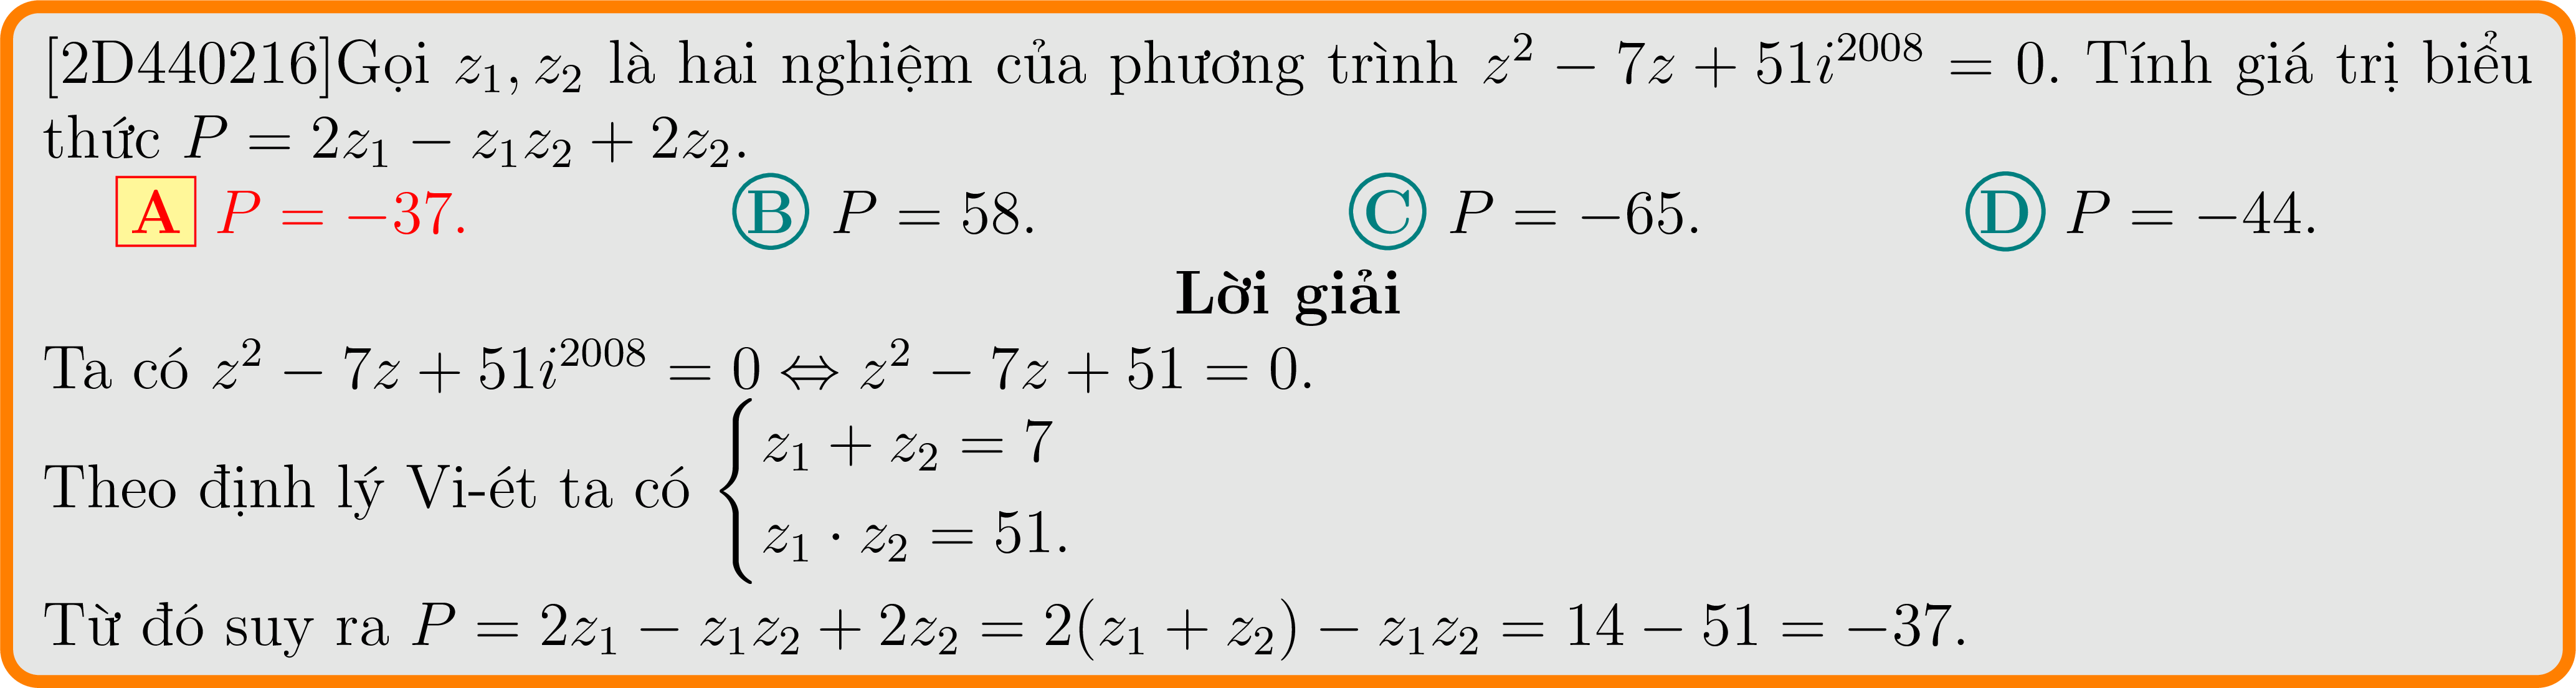 [2D440216]Gọi $z_1, z_2$ là hai nghiệm của phương trình $z^2 - 7z + 51i^{2008} = 0$. Tính giá trị biểu
thức $P = 2z_1 - z_1z_2 + 2z_2$.
A $P = -37$. B $P = 58$. C $P = -65$. D $P = -44$.
Lời giải
Ta có $z^2 - 7z + 51i^{2008} = 0 \Leftrightarrow z^2 - 7z + 51 = 0$.
Theo định lý Vi-ét ta có $\begin{cases} z_1 + z_2 = 7 \\ z_1 \cdot z_2 = 51. \end{cases}$
Từ đó suy ra $P = 2z_1 - z_1z_2 + 2z_2 = 2(z_1 + z_2) - z_1z_2 = 14 - 51 = -37$.